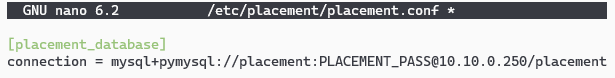 GNU nano 6.2 /etc/placement/placement.conf *
[placement_database]
connection = mysql+pymysql://placement:PLACEMENT_PASS@10.10.0.250/placement